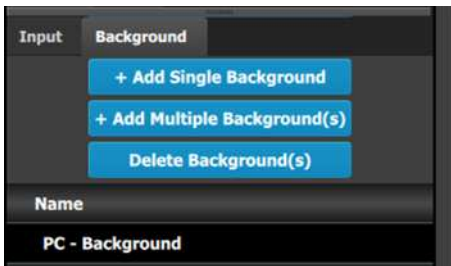 Input Background
+ Add Single Background
+ Add Multiple Background(s)
Delete Background(s)
Name
PC - Background